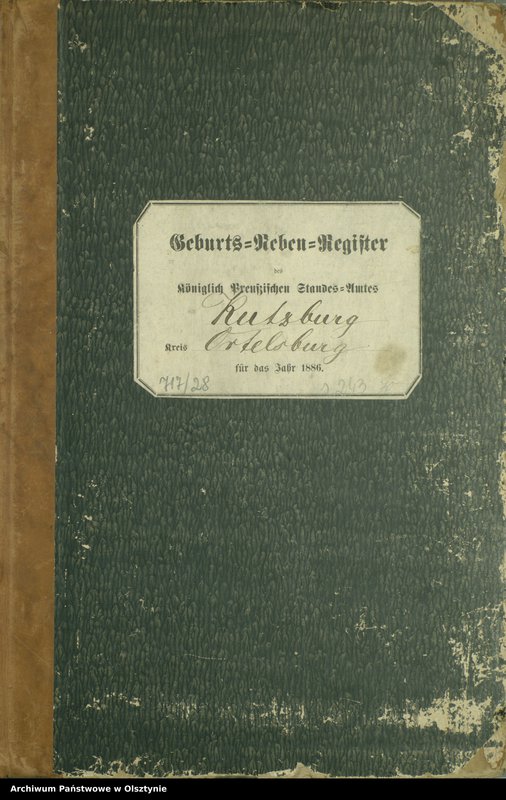 Geburts=Neben=Register
des
Königlich Preußischen Standes=Amtes
Kutzburg
Kreis Ortelsburg
für das Jahr 1886.
717/28
243
Archiwum Państwowe w Olsztynie